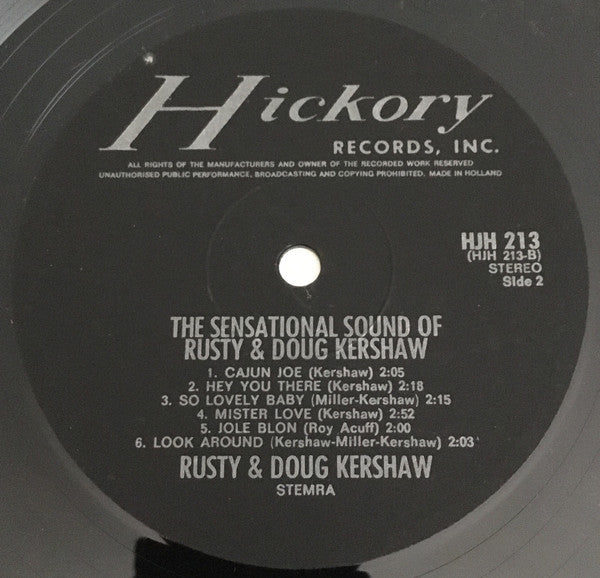 Hickory
RECORDS, INC.
ALL RIGHTS OF THE MANUFACTURERS AND OWNER OF THE RECORDED WORK RESERVED
UNAUTHORISED PUBLIC PERFORMANCE, BROADCASTING AND COPYING PROHIBITED. MADE IN HOLLAND
HJH 213
(HJH 213-B)
STEREO
Side 2
THE SENSATIONAL SOUND OF
RUSTY & DOUG KERSHAW
1. CAJUN JOE (Kershaw) 2:05
2. HEY YOU THERE (Kershaw) 2:18
3. SO LOVELY BABY (Miller-Kershaw) 2:15
4. MISTER LOVE (Kershaw) 2:52
5. JOLE BLON (Roy Acuff) 2:00
6. LOOK AROUND (Kershaw-Miller-Kershaw) 2:03
RUSTY & DOUG KERSHAW
STEMRA